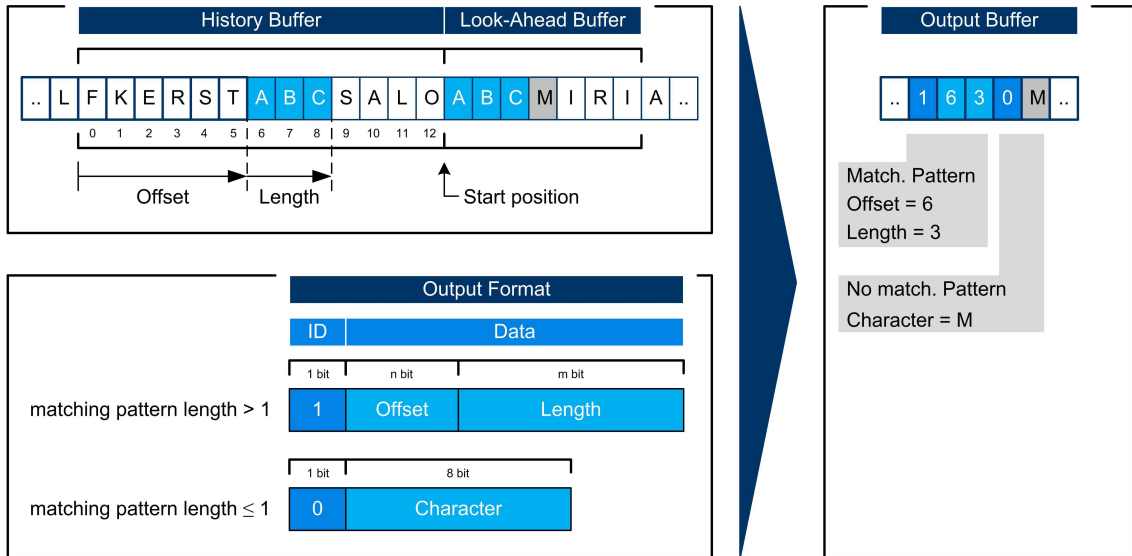 History Buffer Look-Ahead Buffer
.. L F K E R S T A B C S A L O A B C M I R I A ..
0 1 2 3 4 5 6 7 8 9 10 11 12
Offset Length Start position
Output Format
ID Data
1 bit n bit m bit
matching pattern length > 1 1 Offset Length
1 bit 8 bit
matching pattern length ≤ 1 0 Character
Output Buffer
.. 1 6 3 0 M ..
Match. Pattern
Offset = 6
Length = 3
No match. Pattern
Character = M